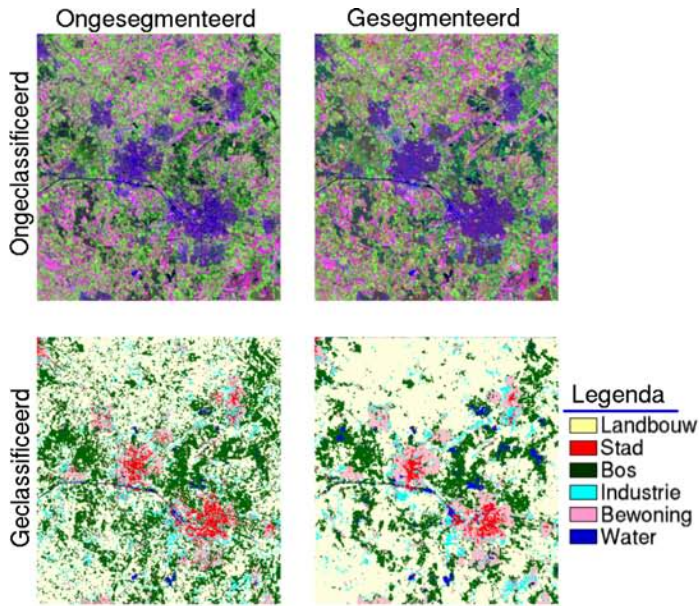 Ongesegmenteerd
Gesegmenteerd
Ongeclassificeerd
Geclassificeerd
Legenda
Landbouw
Stad
Bos
Industrie
Bewoning
Water